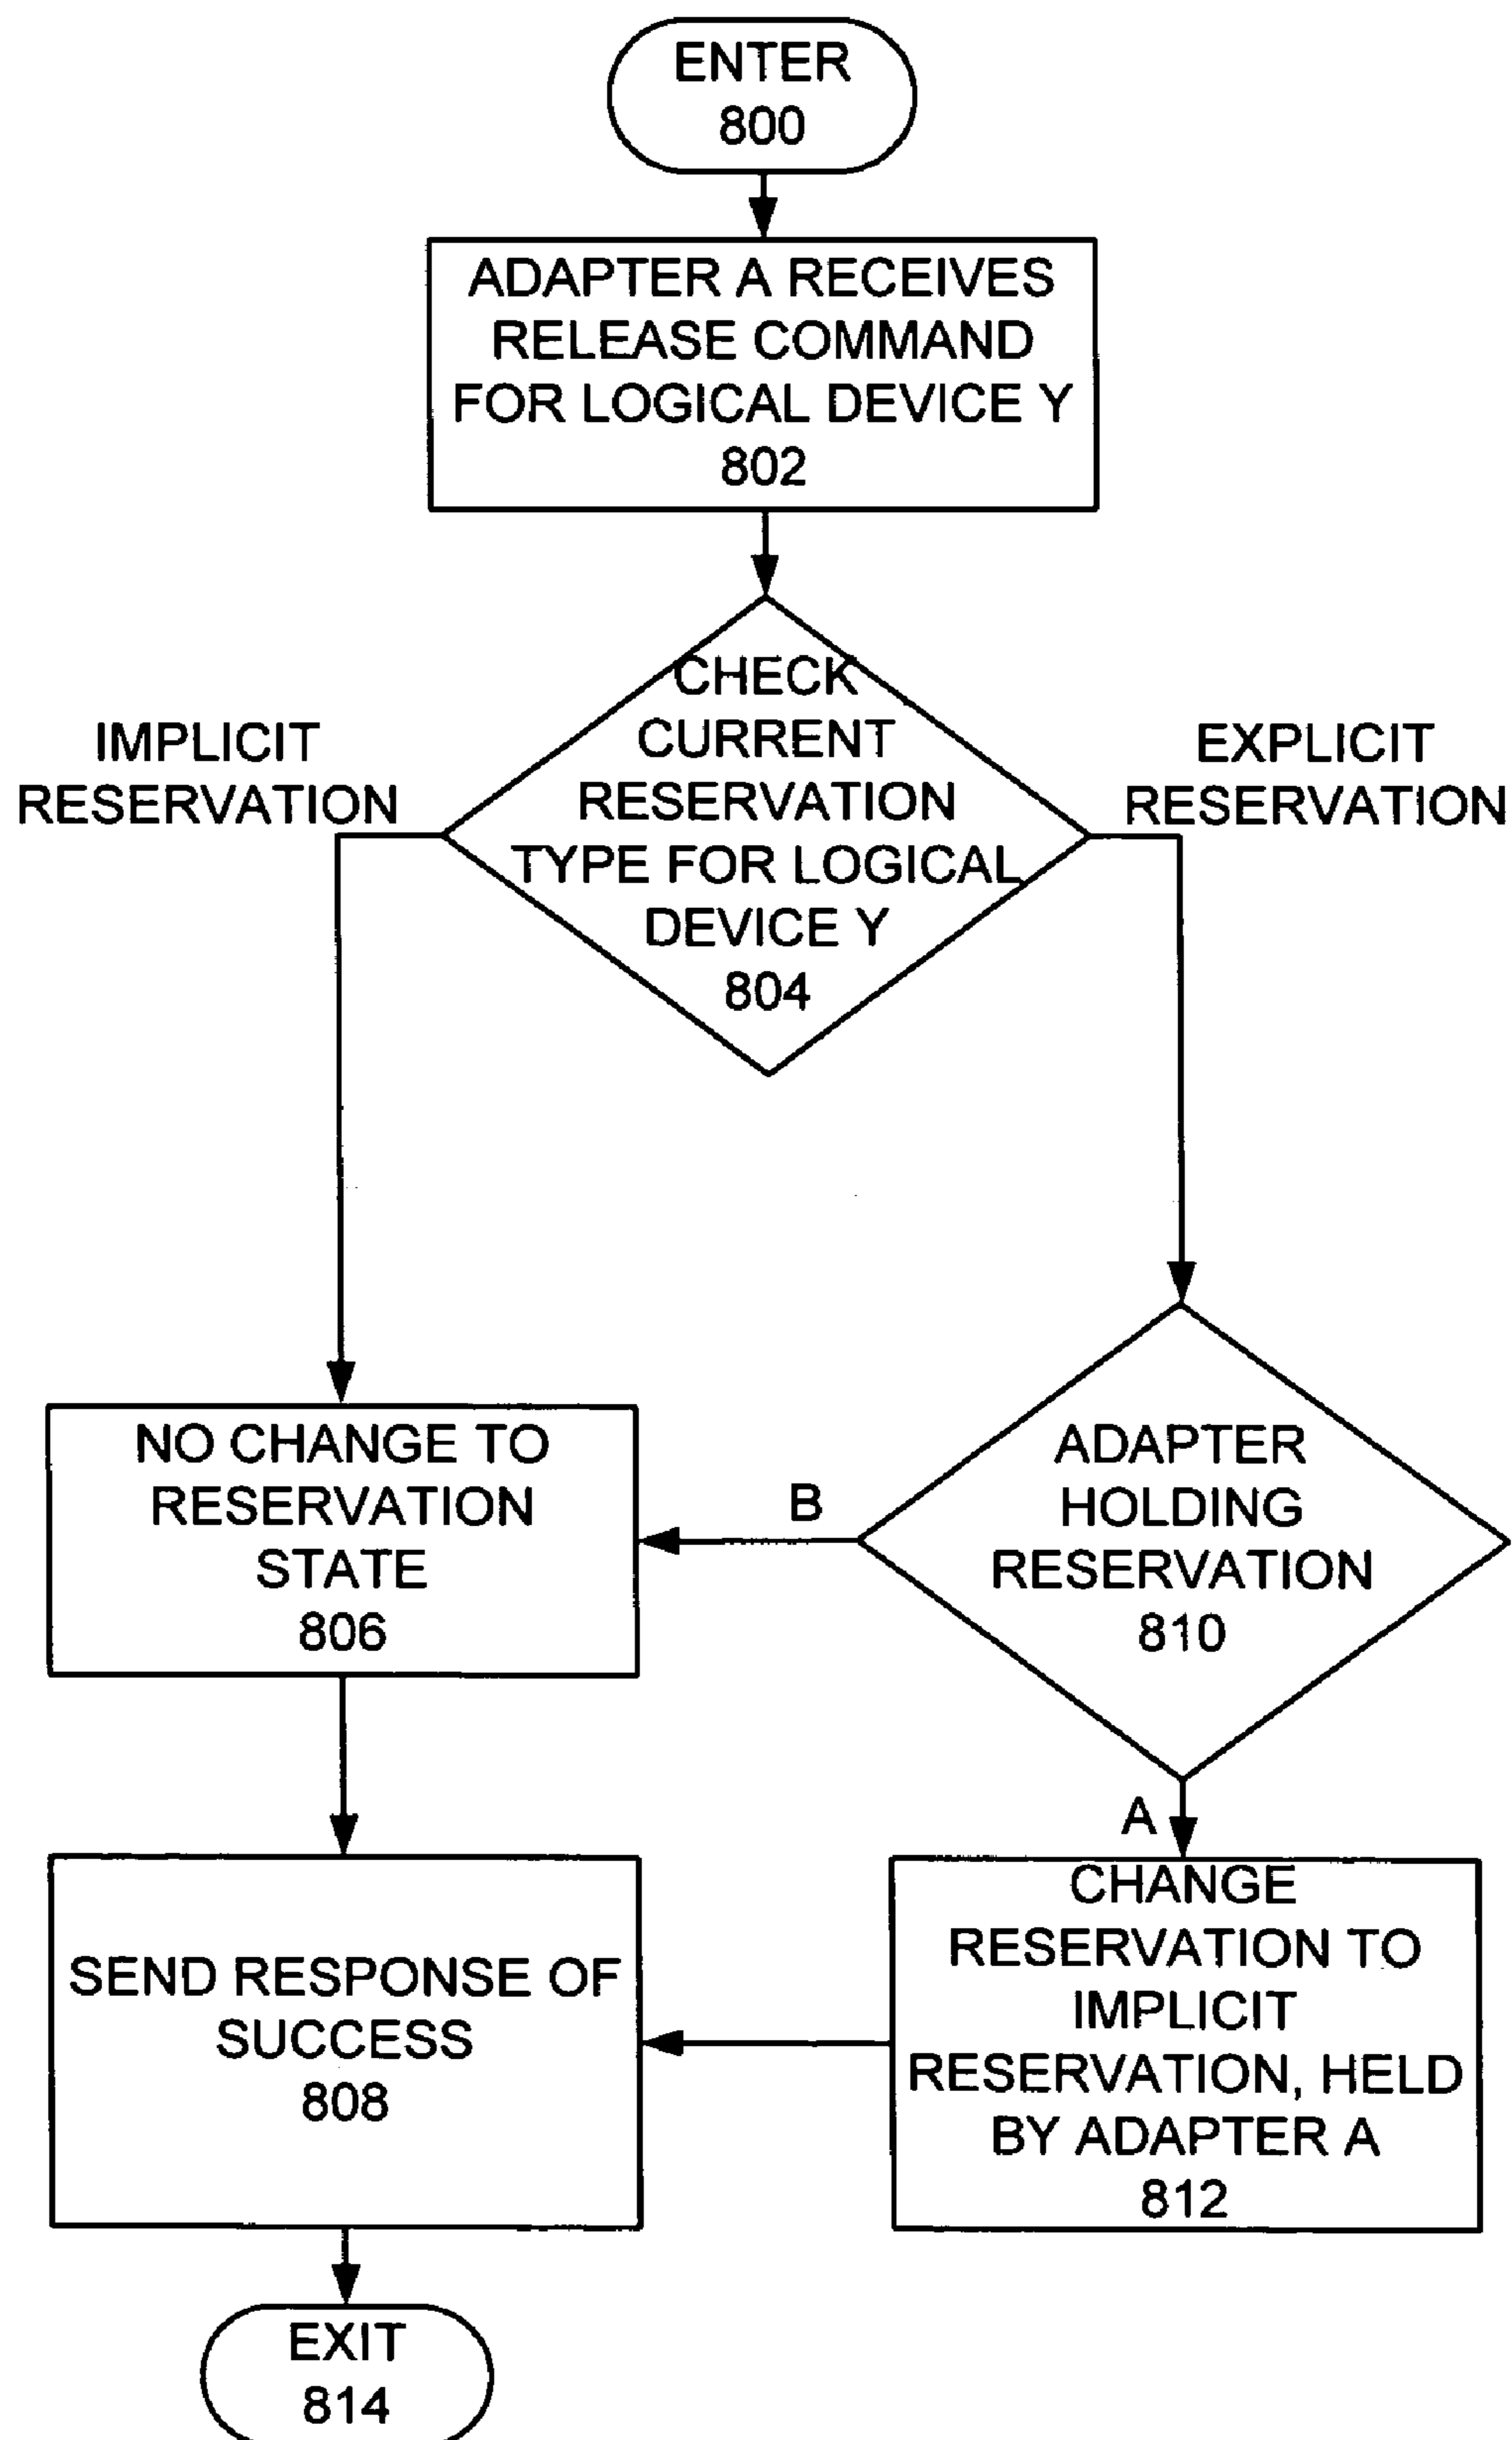 ENTER
800
ADAPTER A RECEIVES
RELEASE COMMAND
FOR LOGICAL DEVICE Y
802
CHECK
CURRENT
RESERVATION
TYPE FOR LOGICAL
DEVICE Y
804
IMPLICIT
RESERVATION
EXPLICIT
RESERVATION
NO CHANGE TO
RESERVATION
STATE
806
B
ADAPTER
HOLDING
RESERVATION
810
A
SEND RESPONSE OF
SUCCESS
808
CHANGE
RESERVATION TO
IMPLICIT
RESERVATION, HELD
BY ADAPTER A
812
EXIT
814